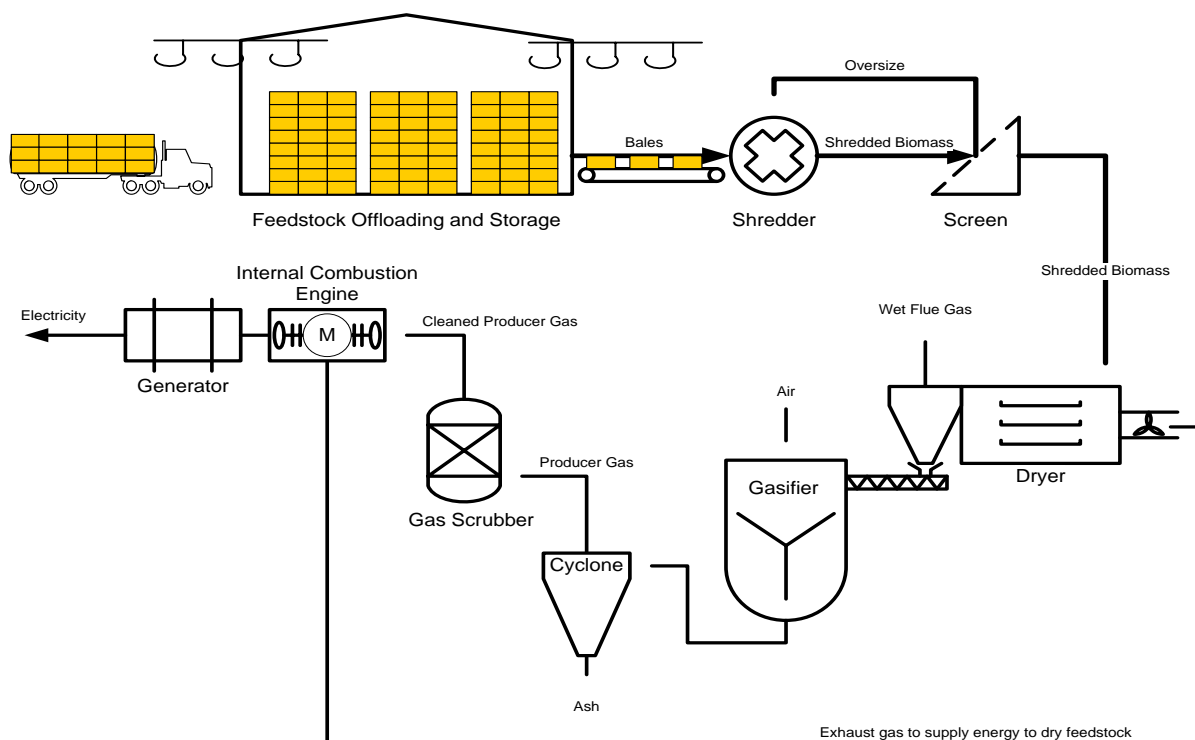 Oversize
Bales
Shredded Biomass
Feedstock Offloading and Storage
Shredder
Screen
Internal Combustion
Engine
Shredded Biomass
Electricity
Cleaned Producer Gas
Wet Flue Gas
M
Generator
Air
Producer Gas
Dryer
Gasifier
Gas Scrubber
Cyclone
Ash
Exhaust gas to supply energy to dry feedstock